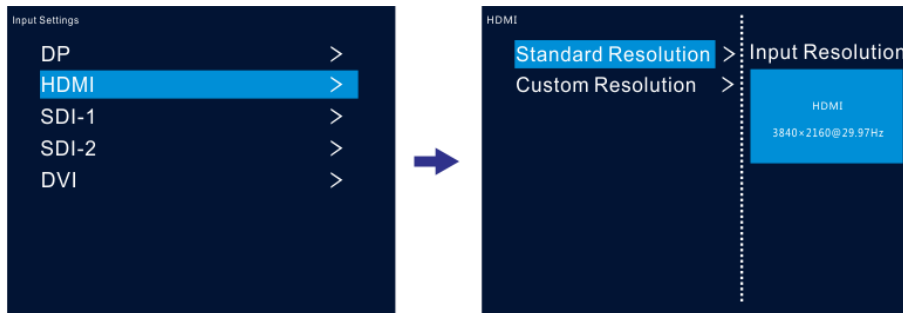 Input Settings
DP >
HDMI >
SDI-1 >
SDI-2 >
DVI >
HDMI
Standard Resolution >
Custom Resolution >
Input Resolution
HDMI
3840×2160@29.97Hz